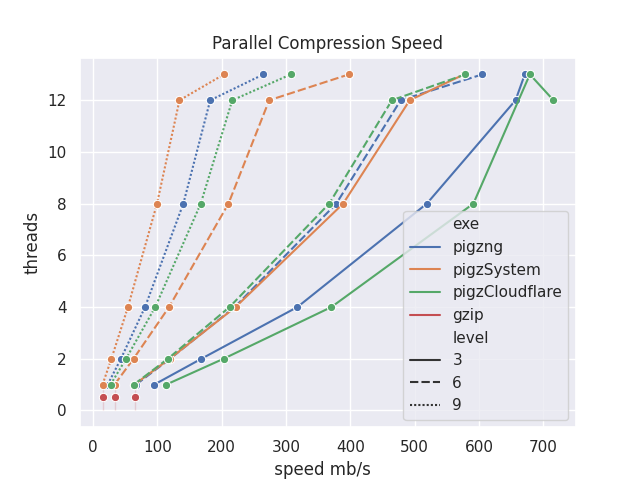 Parallel Compression Speed
threads
12
10
8
6
4
2
0
exe
pigzng
pigzSystem
pigzCloudflare
gzip
level
3
6
9
0 100 200 300 400 500 600 700
speed mb/s